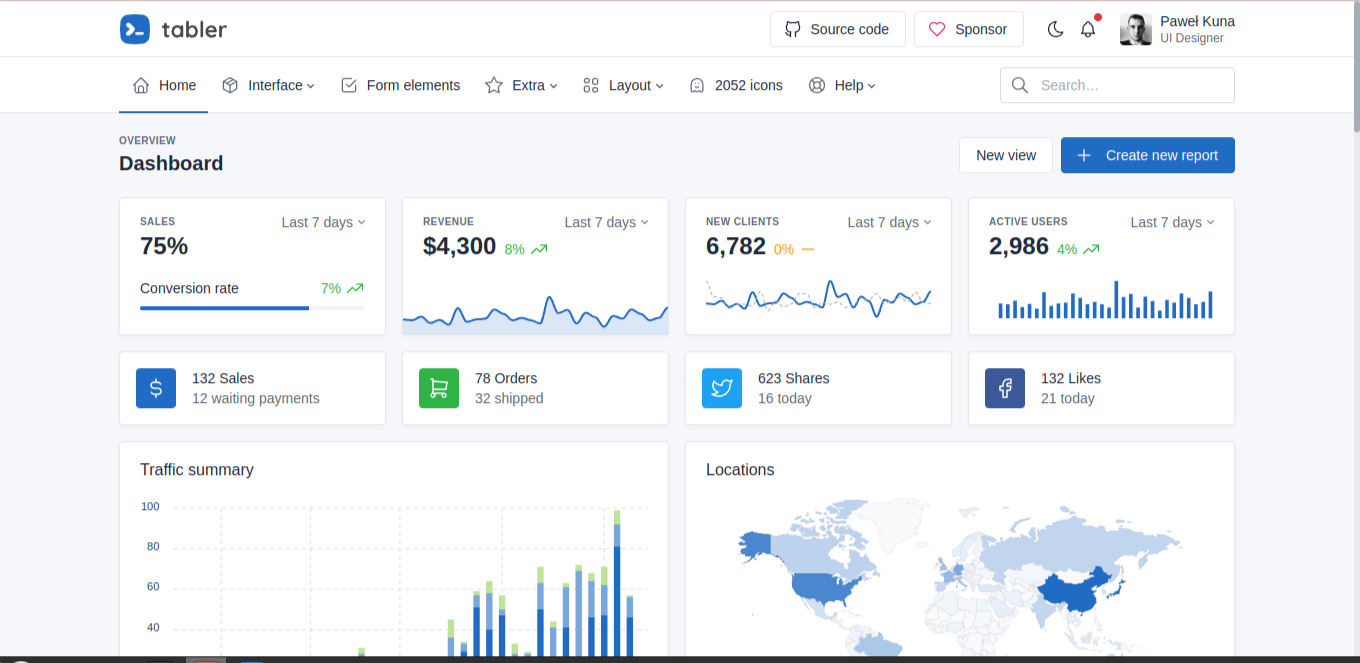 tabler
Source code
Sponsor
Paweł Kuna
UI Designer
Home
Interface
Form elements
Extra
Layout
2052 icons
Help
Search…
OVERVIEW
Dashboard
New view
Create new report
SALES
Last 7 days
75%
Conversion rate
7%
REVENUE
Last 7 days
$4,300
8%
NEW CLIENTS
Last 7 days
6,782
0%
ACTIVE USERS
Last 7 days
2,986
4%
132 Sales
12 waiting payments
78 Orders
32 shipped
623 Shares
16 today
132 Likes
21 today
Traffic summary
100
80
60
40
Locations